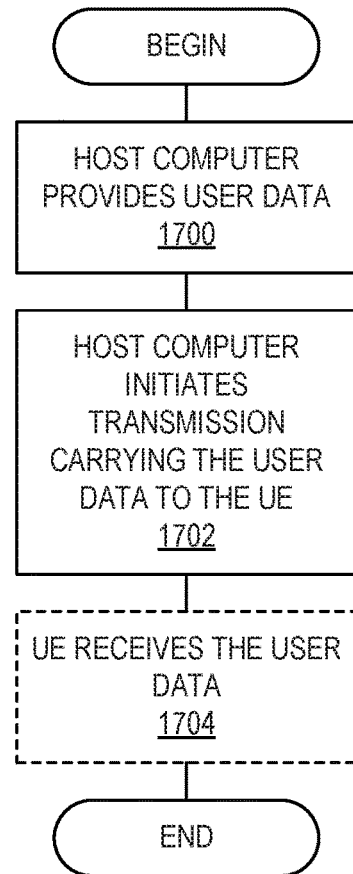 BEGIN
HOST COMPUTER
PROVIDES USER DATA
1700
HOST COMPUTER
INITIATES
TRANSMISSION
CARRYING THE USER
DATA TO THE UE
1702
UE RECEIVES THE USER
DATA
1704
END